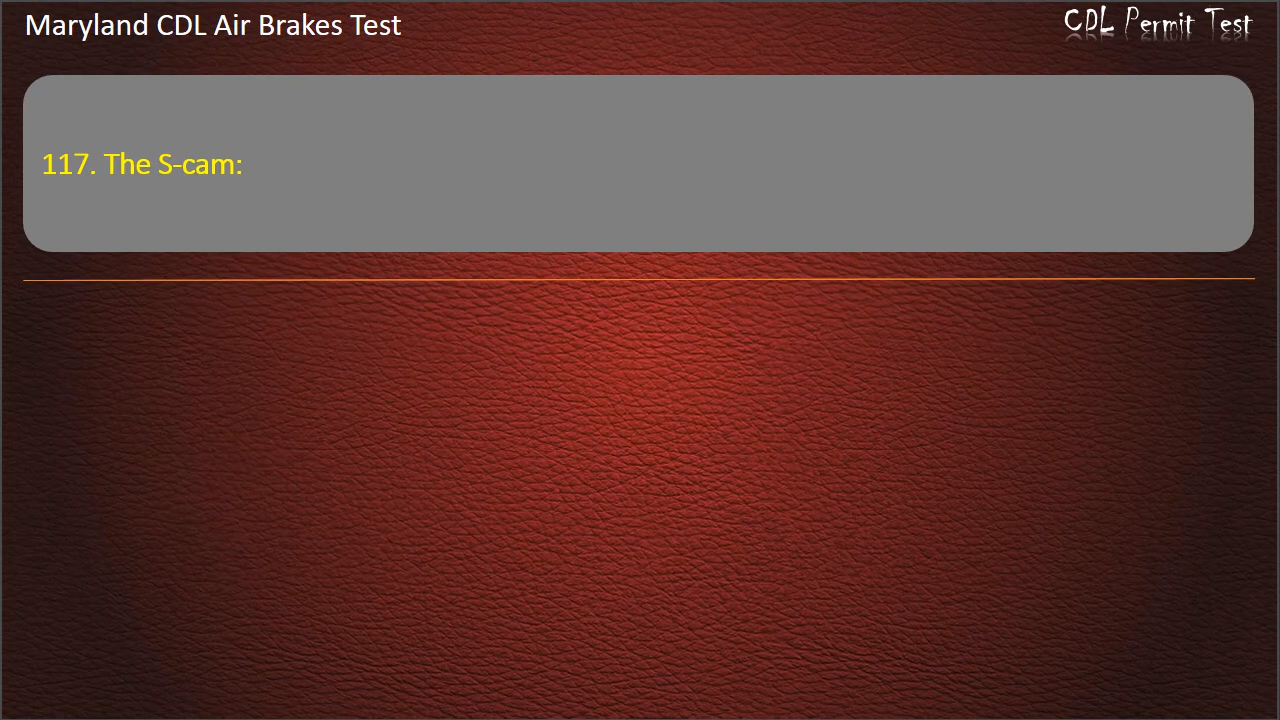 Maryland CDL Air Brakes Test
CDL Permit Test
117. The S-cam: